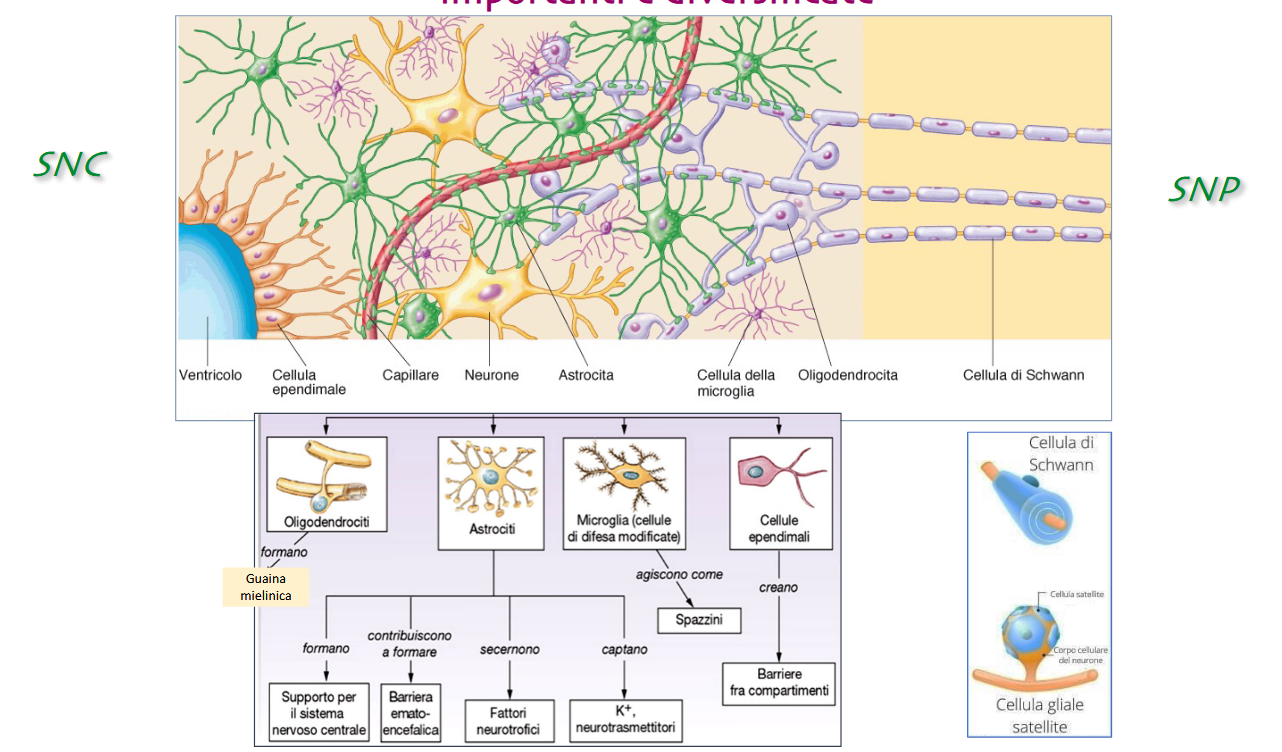 importanti e diversificate
SNC
SNP
Ventricolo
Cellula
ependimale
Capillare
Neurone
Astrocita
Cellula della
microglia
Oligodendrocita
Cellula di Schwann
Oligodendrociti
Astrociti
Microglia (cellule
di difesa modificate)
Cellule
ependimali
formano
Guaina
mielinica
agiscono come
creano
Spazzini
formano
contribuiscono
a formare
secernono
captano
Barriere
fra compartimenti
Supporto per
il sistema
nervoso centrale
Barriera
emato-
encefalica
Fattori
neurotrofici
K+,
neurotrasmettitori
Cellula di
Schwann
Cellula satellite
Corpo cellulare
del neurone
Cellula gliale
satellite